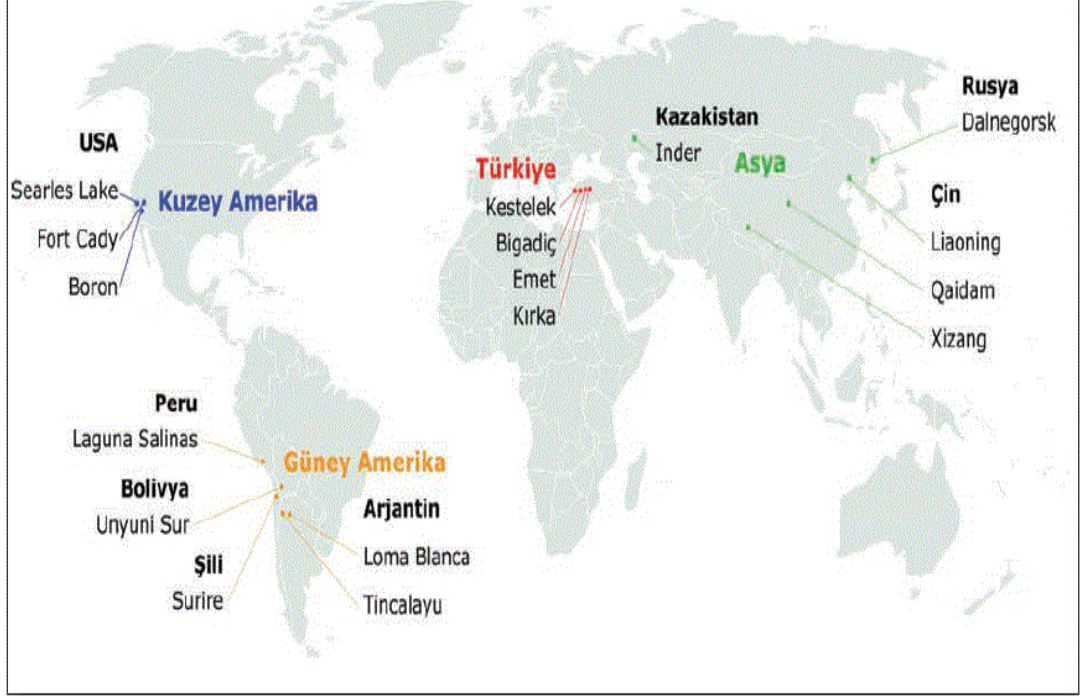 USA
Searles Lake
Fort Cady
Boron
Kuzey Amerika
Peru
Laguna Salinas
Bolivya
Unyuni Sur
Şili
Surire
Güney Amerika
Arjantin
Loma Blanca
Tincalayu
Türkiye
Kestelek
Bigadiç
Emet
Kırka
Kazakistan
Inder
Asya
Rusya
Dalnegorsk
Çin
Liaoning
Qaidam
Xizang